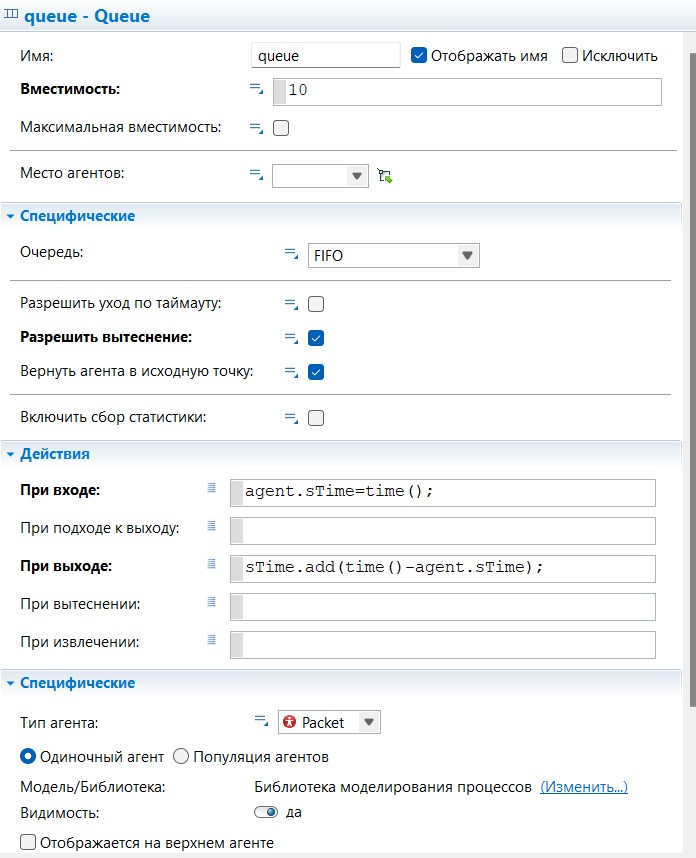 queue - Queue
Имя: queue Отображать имя Исключить
Вместимость: 10
Максимальная вместимость:
Место агентов:
Специфические
Очередь: FIFO
Разрешить уход по таймауту:
Разрешить вытеснение:
Вернуть агента в исходную точку:
Включить сбор статистики:
Действия
При входе: agent.sTime=time();
При подходе к выходу:
При выходе: sTime.add(time()-agent.sTime);
При вытеснении:
При извлечении:
Специфические
Тип агента: Packet
Одиночный агент Популяция агентов
Модель/Библиотека: Библиотека моделирования процессов (Изменить...)
Видимость: да
Отображается на верхнем агенте